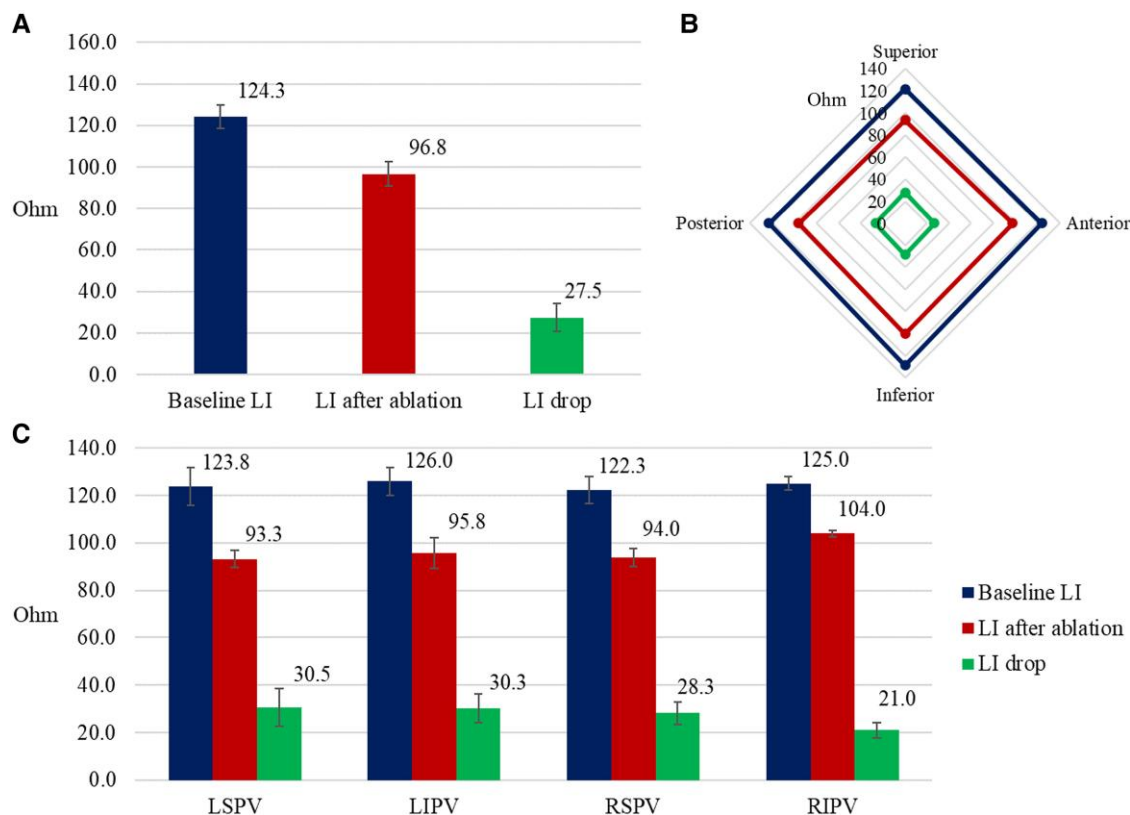 A
160.0
140.0
120.0
100.0
80.0
60.0
40.0
20.0
0.0
Ohm
124.3
96.8
27.5
Baseline LI LI after ablation LI drop
B
Superior
140
120
100
80
60
40
20
0
Ohm
Posterior
Anterior
Inferior
C
140.0
120.0
100.0
80.0
60.0
40.0
20.0
0.0
Ohm
123.8 126.0 122.3 125.0
93.3 95.8 94.0 104.0
30.5 30.3 28.3 21.0
LSPV LIPV RSPV RIPV
Baseline LI
LI after ablation
LI drop